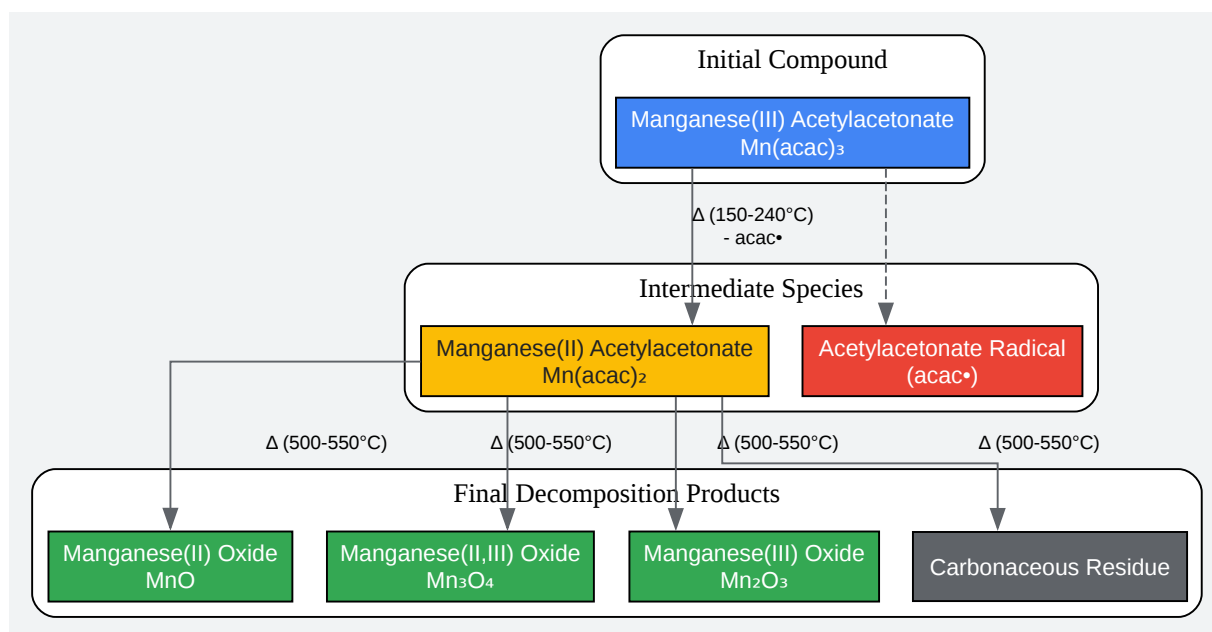 Initial Compound
Manganese(III) Acetylacetonate
Mn(acac)₃
Δ (150-240°C)
- acac•
Intermediate Species
Manganese(II) Acetylacetonate
Mn(acac)₂
Acetylacetonate Radical
(acac•)
Δ (500-550°C)
Δ (500-550°C)
Δ (500-550°C)
Δ (500-550°C)
Final Decomposition Products
Manganese(II) Oxide
MnO
Manganese(II,III) Oxide
Mn₃O₄
Manganese(III) Oxide
Mn₂O₃
Carbonaceous Residue